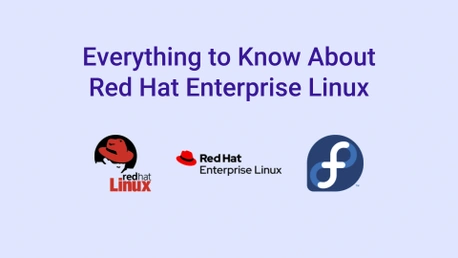 Everything to Know About
Red Hat Enterprise Linux
redhat
Linux
Red Hat
Enterprise Linux